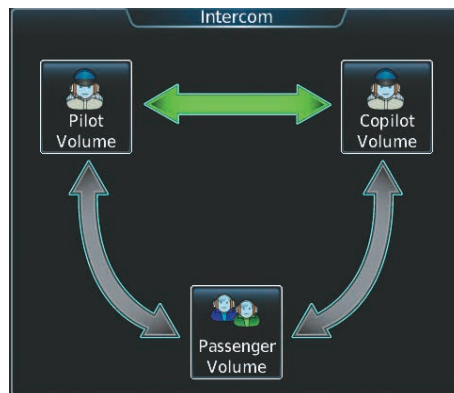 Intercom
Pilot
Volume
Copilot
Volume
Passenger
Volume